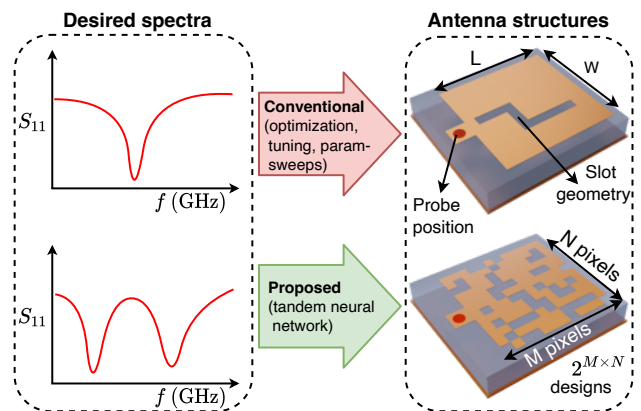 Desired spectra
Antenna structures
S₁₁
f (GHz)
Conventional
(optimization,
tuning, param-
sweeps)
L
W
Probe
position
Slot
geometry
S₁₁
f (GHz)
Proposed
(tandem neural
network)
N pixels
M pixels
2^{M×N}
designs